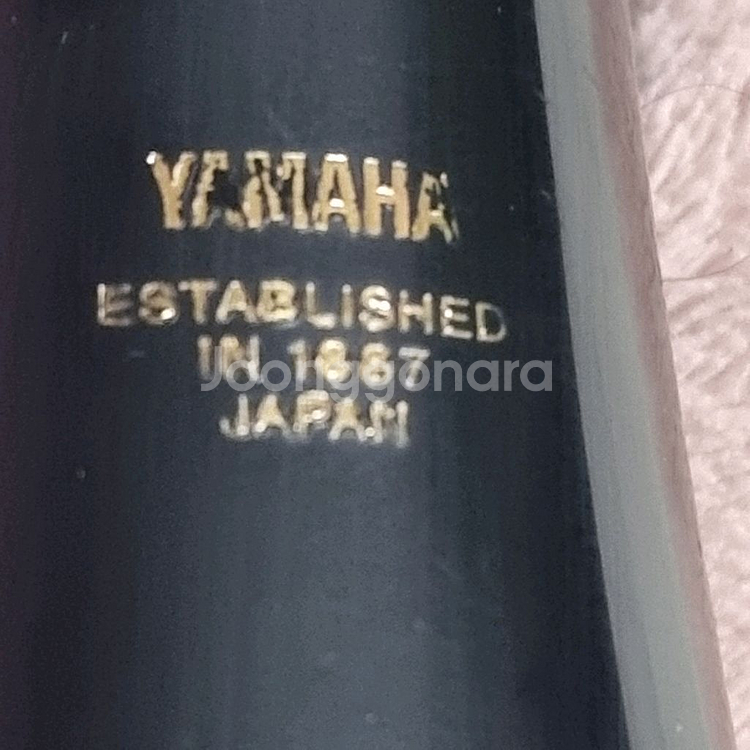 YAMAHA
ESTABLISHED
IN 1887
JAPAN
Joonggonara